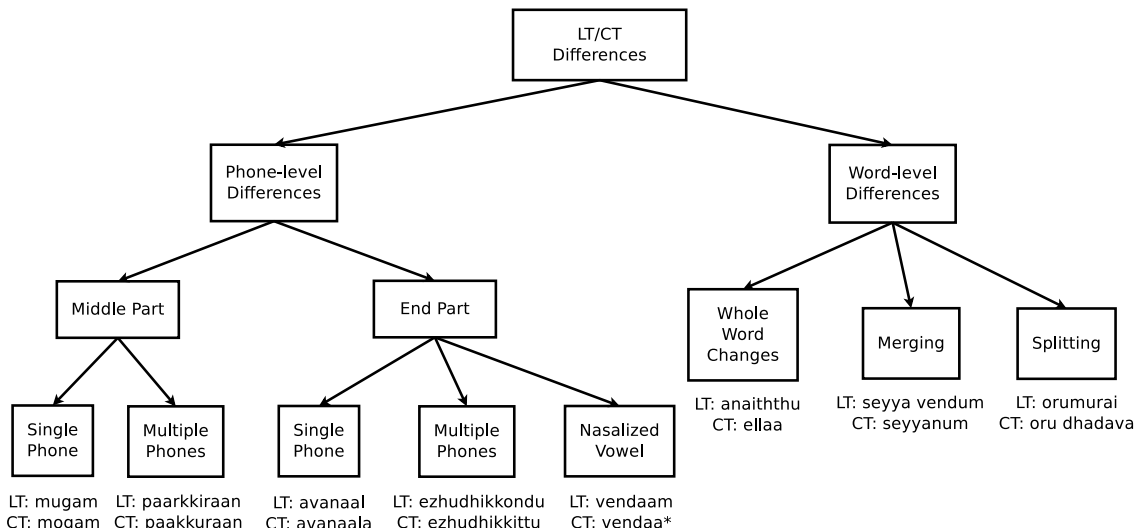 LT/CT
Differences
Phone-level
Differences
Word-level
Differences
Middle Part
End Part
Whole
Word
Changes
Merging
Splitting
LT: anaiththu
CT: ellaa
LT: seyya vendum
CT: seyyanum
LT: orumurai
CT: oru dhadava
Single
Phone
Multiple
Phones
Single
Phone
Multiple
Phones
Nasalized
Vowel
LT: mugam
CT: mogam
LT: paarkkiraan
CT: paakkuraan
LT: avanaal
CT: avanaala
LT: ezhudhikkondu
CT: ezhudhikkittu
LT: vendaam
CT: vendaa*